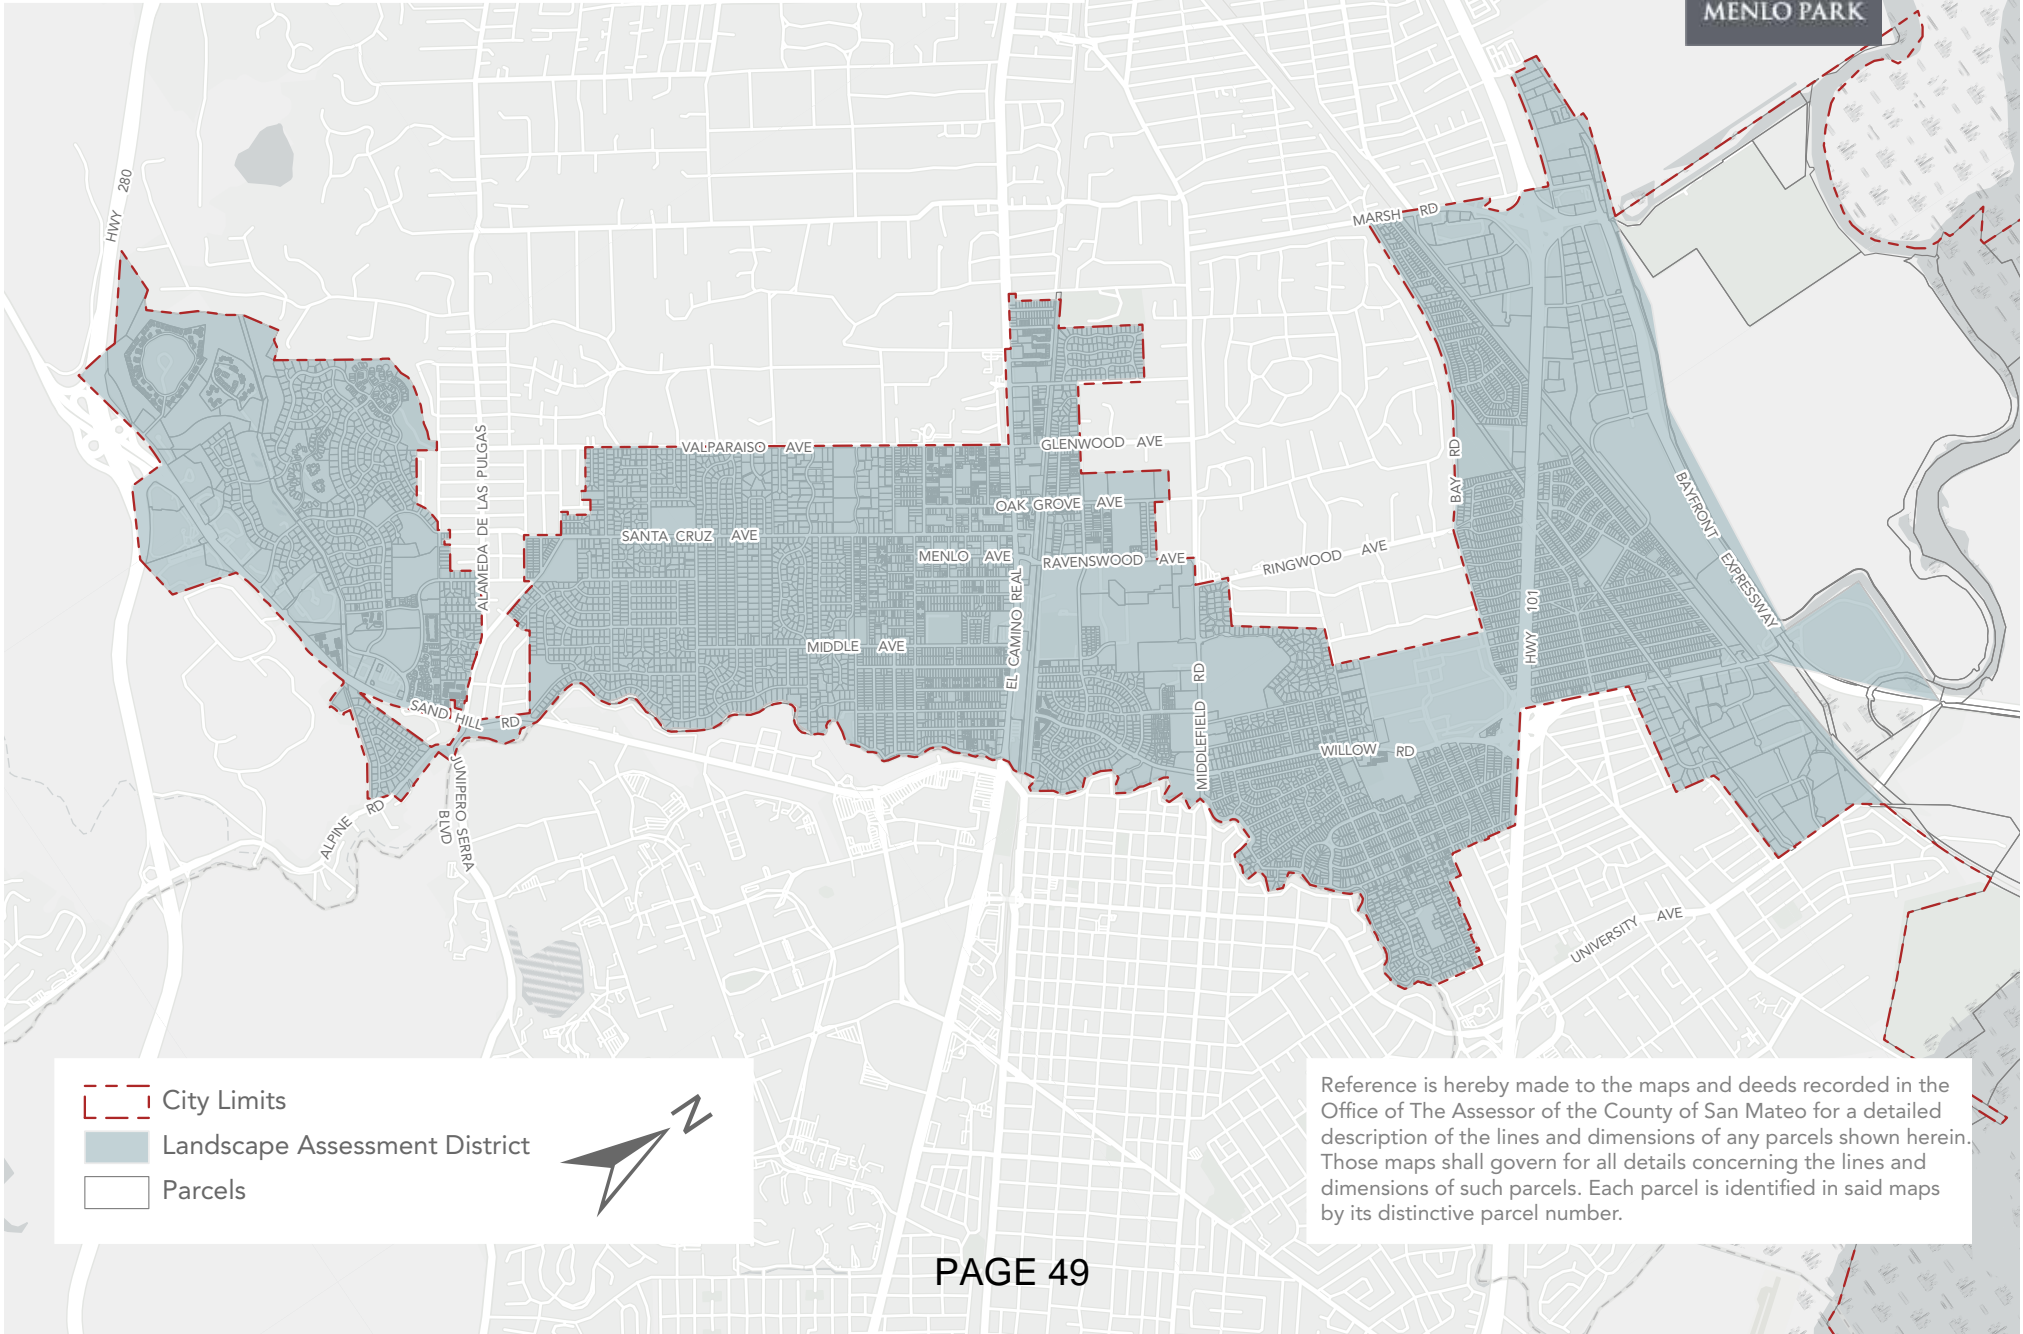 MENLO PARK
HWY 280
MARSH RD
VALPARAISO AVE
GLENWOOD AVE
ALAMEDA DE LAS PULGAS
BAY RD
OAK GROVE AVE
SANTA CRUZ AVE
MENLO AVE
RAVENSWOOD AVE
RINGWOOD AVE
BAYFRONT EXPRESSWAY
HWY 101
EL CAMINO REAL
MIDDLE AVE
MIDDLEFIELD RD
SAND HILL RD
WILLOW RD
ALPINE RD
JUNIPERO SERRA
BLVD
UNIVERSITY AVE
City Limits
Landscape Assessment District
Parcels
N
Reference is hereby made to the maps and deeds recorded in the
Office of The Assessor of the County of San Mateo for a detailed
description of the lines and dimensions of any parcels shown herein.
Those maps shall govern for all details concerning the lines and
dimensions of such parcels. Each parcel is identified in said maps
by its distinctive parcel number.
PAGE 49